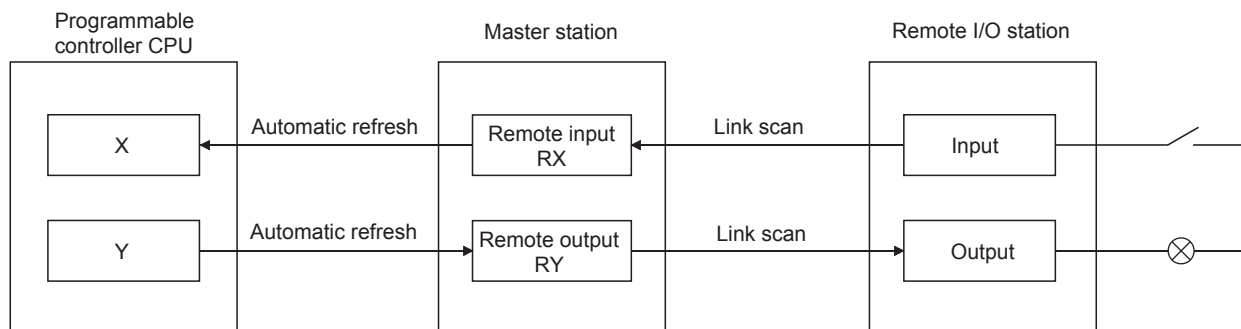 Programmable
controller CPU
Master station
Remote I/O station
X
Automatic refresh
Remote input
RX
Link scan
Input
Y
Automatic refresh
Remote output
RY
Link scan
Output